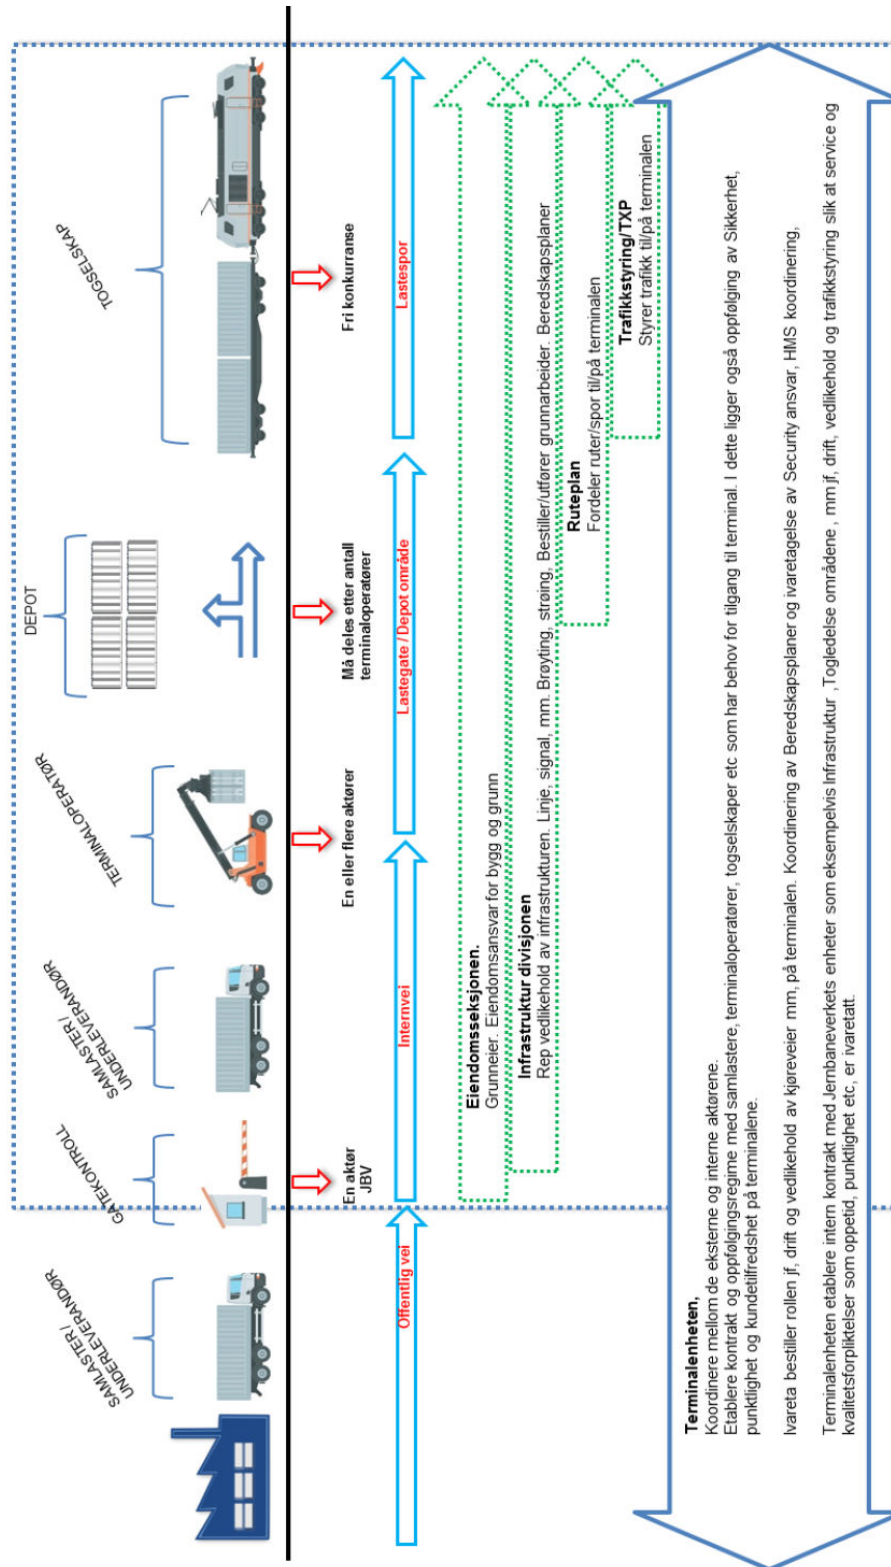 SAMLASTER/
UNDERLEVERANDØR
GATEKONTROLL
SAMLASTER/
UNDERLEVERANDØR
TERMINALOPERATØR
DEPOT
TOGSELSKAP
En aktør
JBV
En eller flere aktører
Må deles etter antall
terminaloperatører
Fri konkurranse
Offentlig vei
Internvei
Lastegate / Depot område
Lastespor
Eiendomsseksjonen.
Grunneier. Eiendomsansvar for bygg og grunn
Infrastruktur divisjonen
Rep vedlikehold av infrastrukturen. Linje, signal, mm. Brøyting, strøing, Bestiller/utfører grunnarbeider. Beredskapsplaner
Ruteplan
Fordeler ruter/spor til/på terminalen
Trafikkstyring/TXP
Styrer trafikk til/på terminalen
Terminalenheten,
Koordinere mellom de eksterne og interne aktørene.
Etablere kontrakt og oppfølgingsregime med samlastere, terminaloperatører, togselskaper etc som har behov for tilgang til terminal. I dette ligger også oppfølging av Sikkerhet,
punktlighet og kundetilfredshet på terminalene.
Ivareta bestiller rollen jf, drift og vedlikehold av kjøreveier mm, på terminalen. Koordinering av Beredskapsplaner og ivaretagelse av Security ansvar, HMS koordinering,
Terminalenheten etablere intern kontrakt med Jernbaneverkets enheter som eksempelvis Infrastruktur ,Togledelse områdene , mm jf, drift, vedlikehold og trafikkstyring slik at service og
kvalitetsforpliktelser som oppetid, punktlighet etc, er ivaretatt.